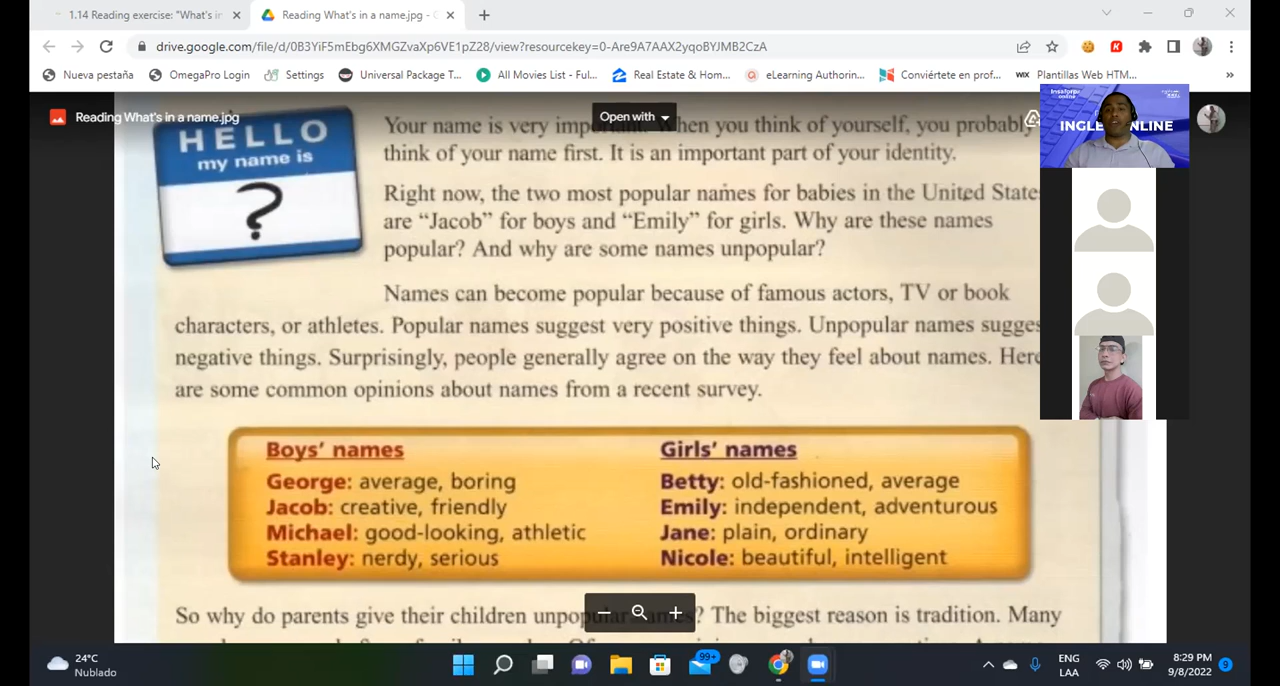 1.14 Reading exercise: "What's in
Reading What's in a name.jpg - G
drive.google.com/file/d/0B3YiF5mEbg6XMGZvaXp6VE1pZ28/view?resourcekey=0-Are9A7AAX2yqoBYJMB2CzA
Nueva pestaña
OmegaPro Login
Settings
Universal Package T...
All Movies List - Ful...
Real Estate & Hom...
eLearning Authorin...
Conviértete en prof...
WIX Plantillas Web HTM...
»
Reading What's in a name.jpg
Open with
INGLE ONLINE
HELLO
my name is
?
Your name is very When you think of yourself, you
think of your name first. It is an important part of your identity.
Right now, the two most popular names for babies in the United
are “Jacob” for boys and “Emily” for girls. Why are these names
popular? And why are some names unpopular?
Names can become popular because of famous actors, TV or book
characters, or athletes. Popular names suggest very positive things. Unpopular names
negative things. Surprisingly, people generally agree on the way they feel about names.
are some common opinions about names from a recent survey.
Boys’ names
George: average, boring
Jacob: creative, friendly
Michael: good-looking, athletic
Stanley: nerdy, serious
Girls’ names
Betty: old-fashioned, average
Emily: independent, adventurous
Jane: plain, ordinary
Nicole: beautiful, intelligent
So why do parents give their children ? The biggest reason is tradition. Many
24°C
Nublado
99+
ENG
LAA
8:29 PM
9/8/2022
9